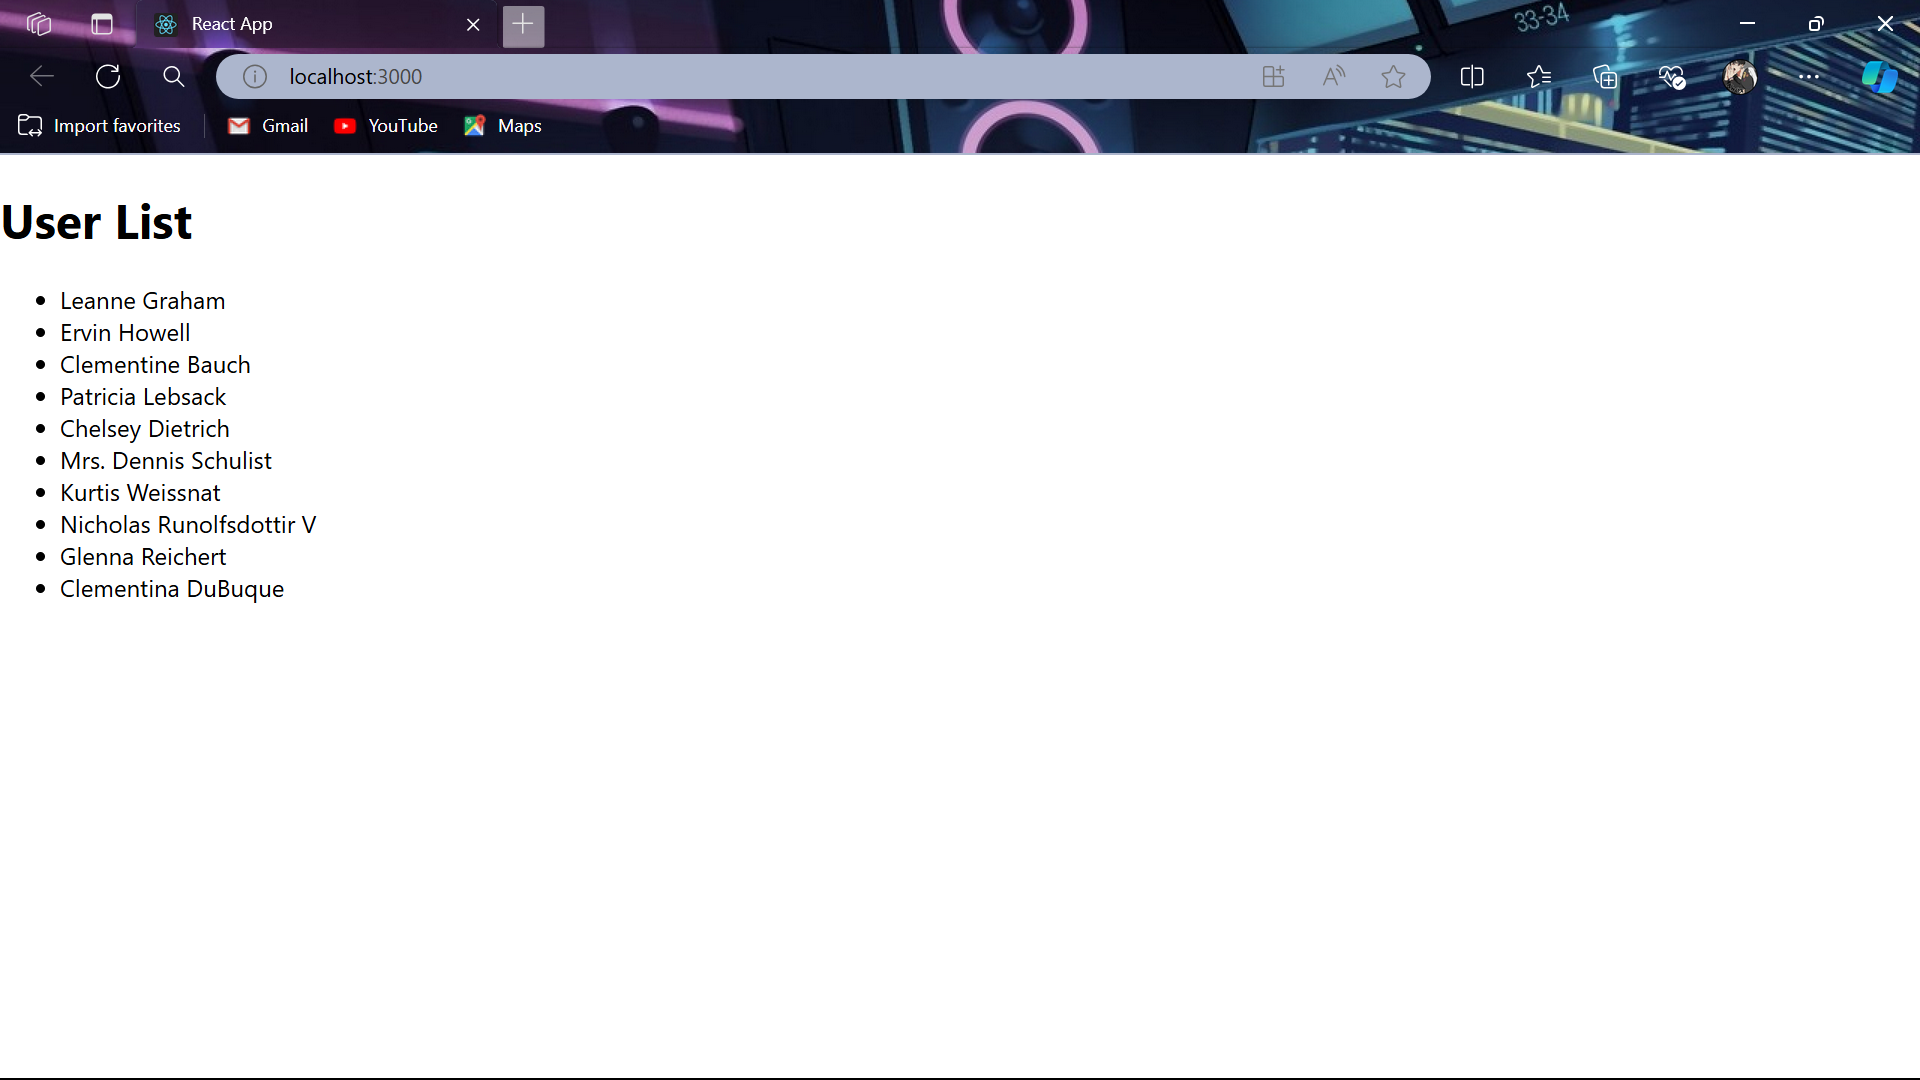 React App
33-34
localhost:3000
Import favorites
Gmail
YouTube
Maps
User List
Leanne Graham
Ervin Howell
Clementine Bauch
Patricia Lebsack
Chelsey Dietrich
Mrs. Dennis Schulist
Kurtis Weissnat
Nicholas Runolfsdottir V
Glenna Reichert
Clementina DuBuque